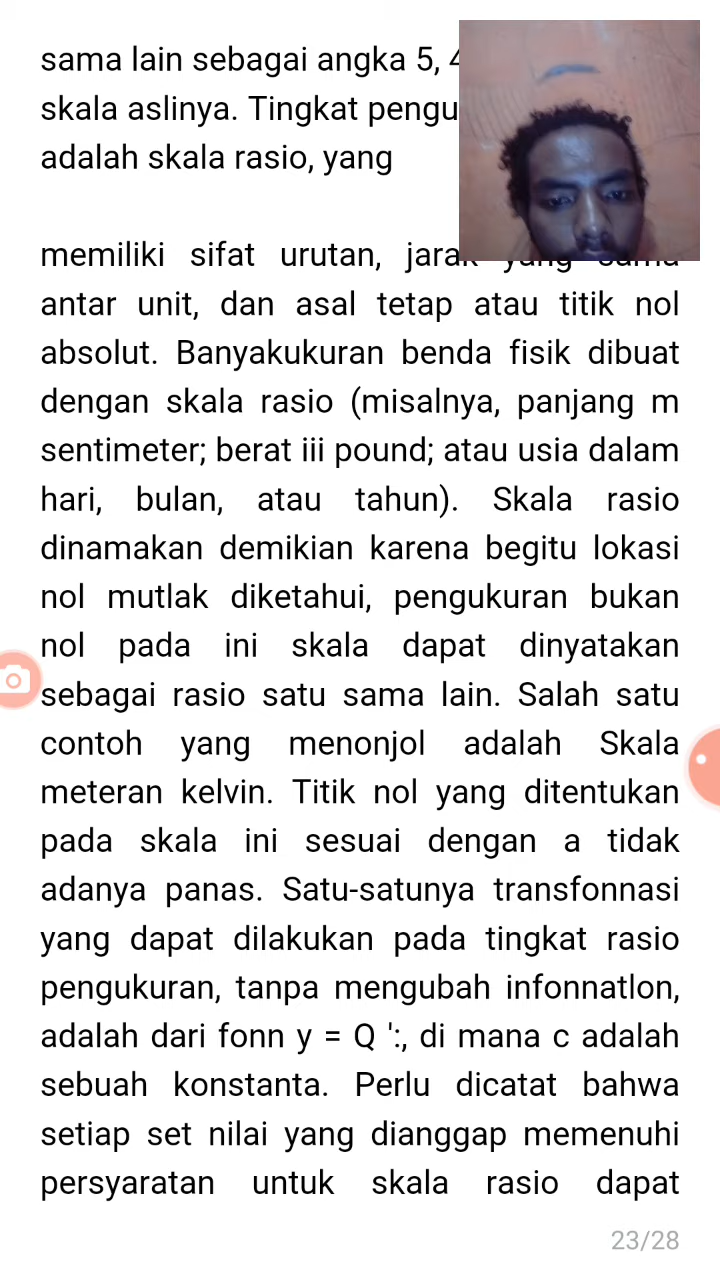 sama lain sebagai angka 5,
skala aslinya. Tingkat
adalah skala rasio, yang
memiliki sifat urutan,
antar unit, dan asal tetap atau titik nol
absolut. Banyakukuran benda fisik dibuat
dengan skala rasio (misalnya, panjang m
sentimeter; berat iii pound; atau usia dalam
hari, bulan, atau tahun). Skala rasio
dinamakan demikian karena begitu lokasi
nol mutlak diketahui, pengukuran bukan
nol pada ini skala dapat dinyatakan
sebagai rasio satu sama lain. Salah satu
contoh yang menonjol adalah Skala
meteran kelvin. Titik nol yang ditentukan
pada skala ini sesuai dengan a tidak
adanya panas. Satu-satunya transfonnasi
yang dapat dilakukan pada tingkat rasio
pengukuran, tanpa mengubah infonnatlon,
adalah dari fonn y = Q ':, di mana c adalah
sebuah konstanta. Perlu dicatat bahwa
setiap set nilai yang dianggap memenuhi
persyaratan untuk skala rasio dapat
23/28